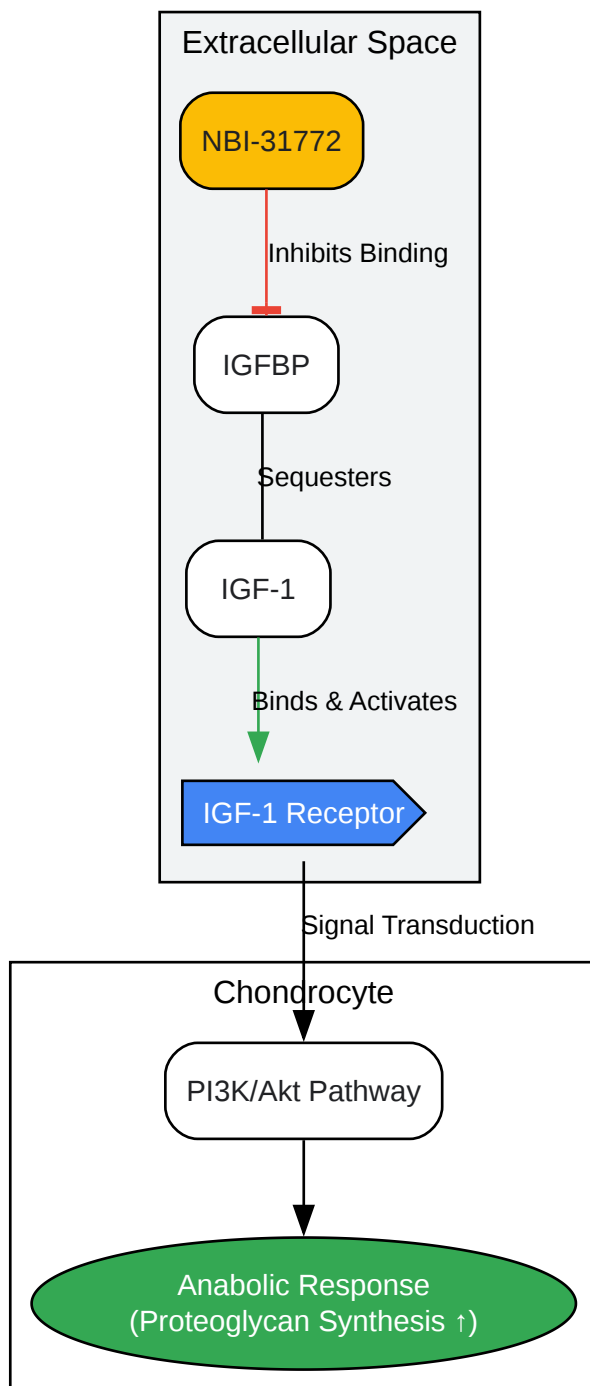 Extracellular Space
NBI-31772
Inhibits Binding
IGFBP
Sequesters
IGF-1
Binds & Activates
IGF-1 Receptor
Signal Transduction
Chondrocyte
PI3K/Akt Pathway
Anabolic Response
(Proteoglycan Synthesis ↑)